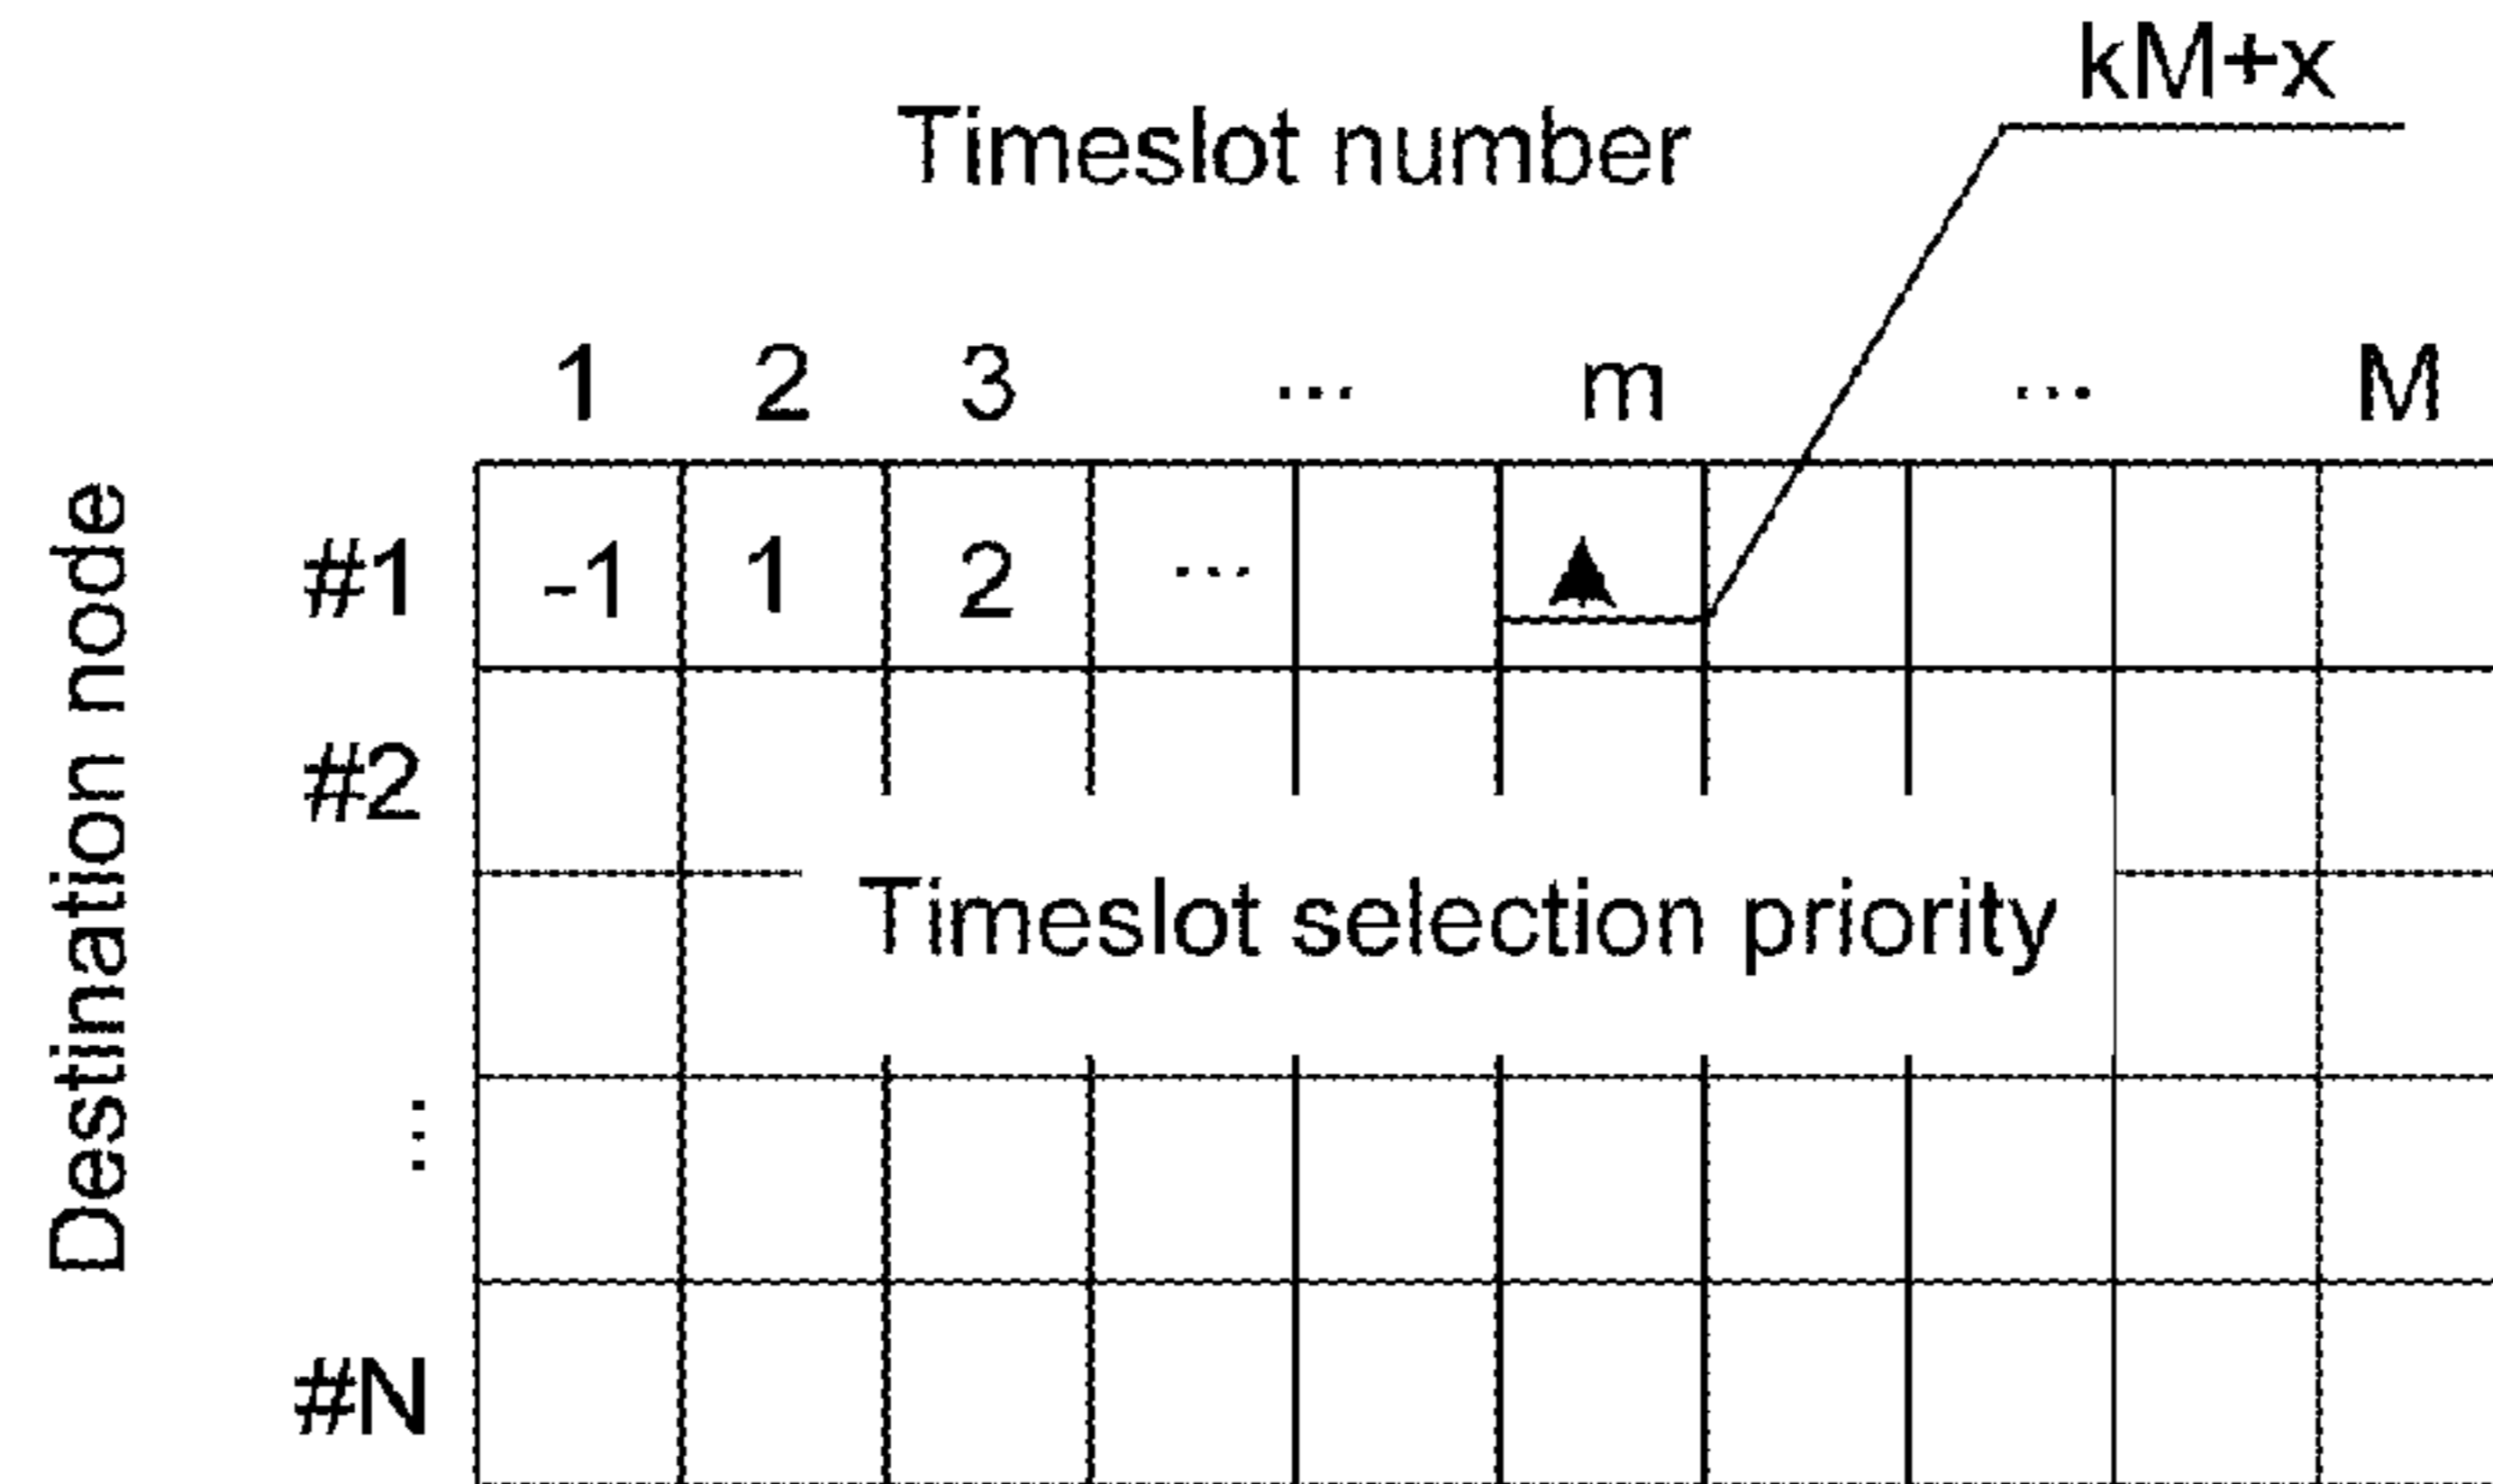 kM+x
Timeslot number
1 2 3 ... m ... M
Destination node
#1 -1 1 2 ...
#2
Timeslot selection priority
⋮
#N